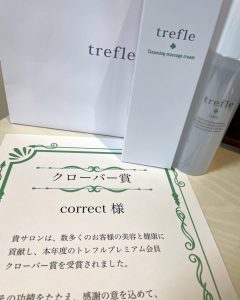 trefle
trefle
Cleansing massage cream
trefle
クローバー賞
correct 様
貴サロンは、数多くのお客様の美容と健康に
貢献し、本年度のトレフルプレミアム会員
クローバー賞を受賞されました。
その功績をたたえ、感謝の意を込めて、